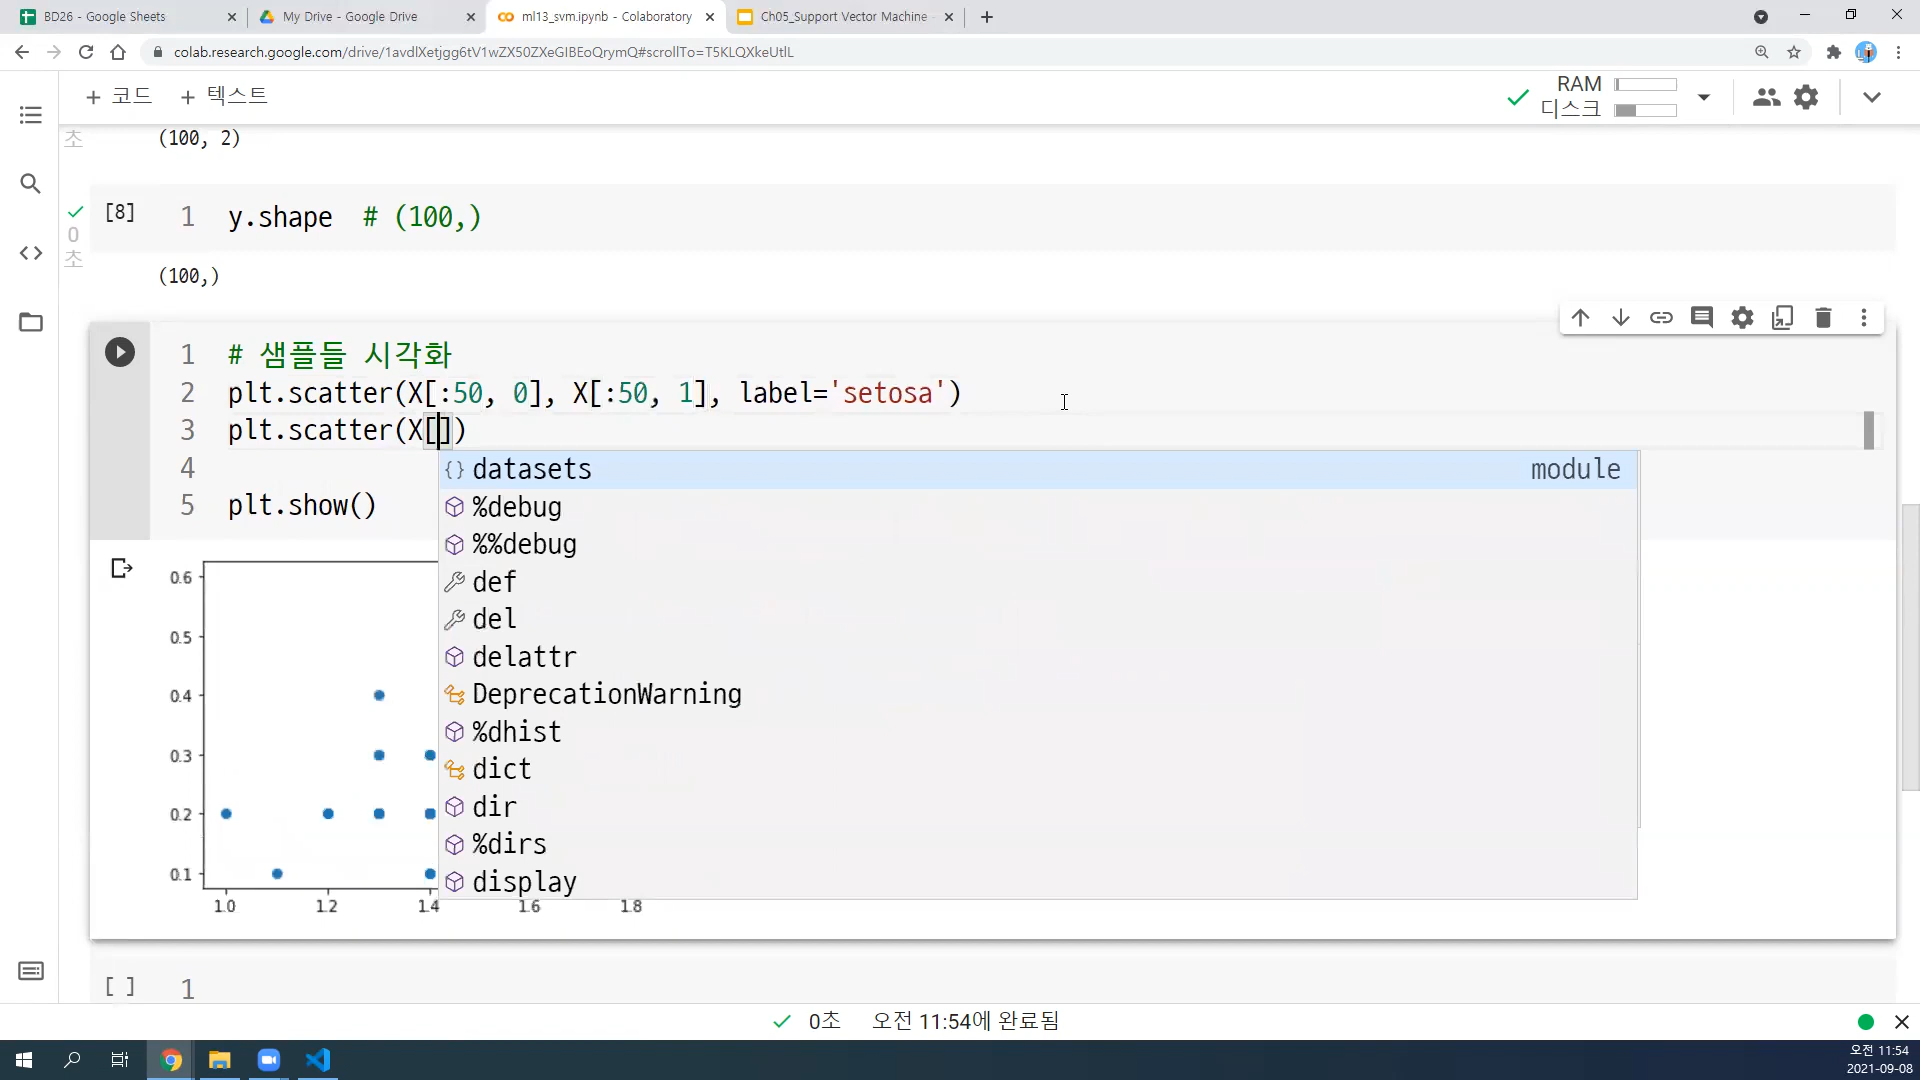 BD26 - Google Sheets
My Drive - Google Drive
ml13_svm.ipynb - Colaboratory
Ch05_Support Vector Machine
colab.research.google.com/drive/1avdlXetjgg6tV1wZX50ZXeGIBEoQrymQ#scrollTo=T5KLQXkeUtlL
+ 코드 + 텍스트
RAM
디스크
초
(100, 2)
[8] 1 y.shape # (100,)
0
초
(100,)
1 # 샘플들 시각화
2 plt.scatter(X[:50, 0], X[:50, 1], label='setosa')
3 plt.scatter(X[])
4
5 plt.show()
{} datasets module
%debug
%%debug
def
del
delattr
DeprecationWarning
%dhist
dict
dir
%dirs
display
0.6
0.5
0.4
0.3
0.2
0.1
1.0 1.2 1.4 1.6 1.8
[ ] 1
0초 오전 11:54에 완료됨
오전 11:54
2021-09-08